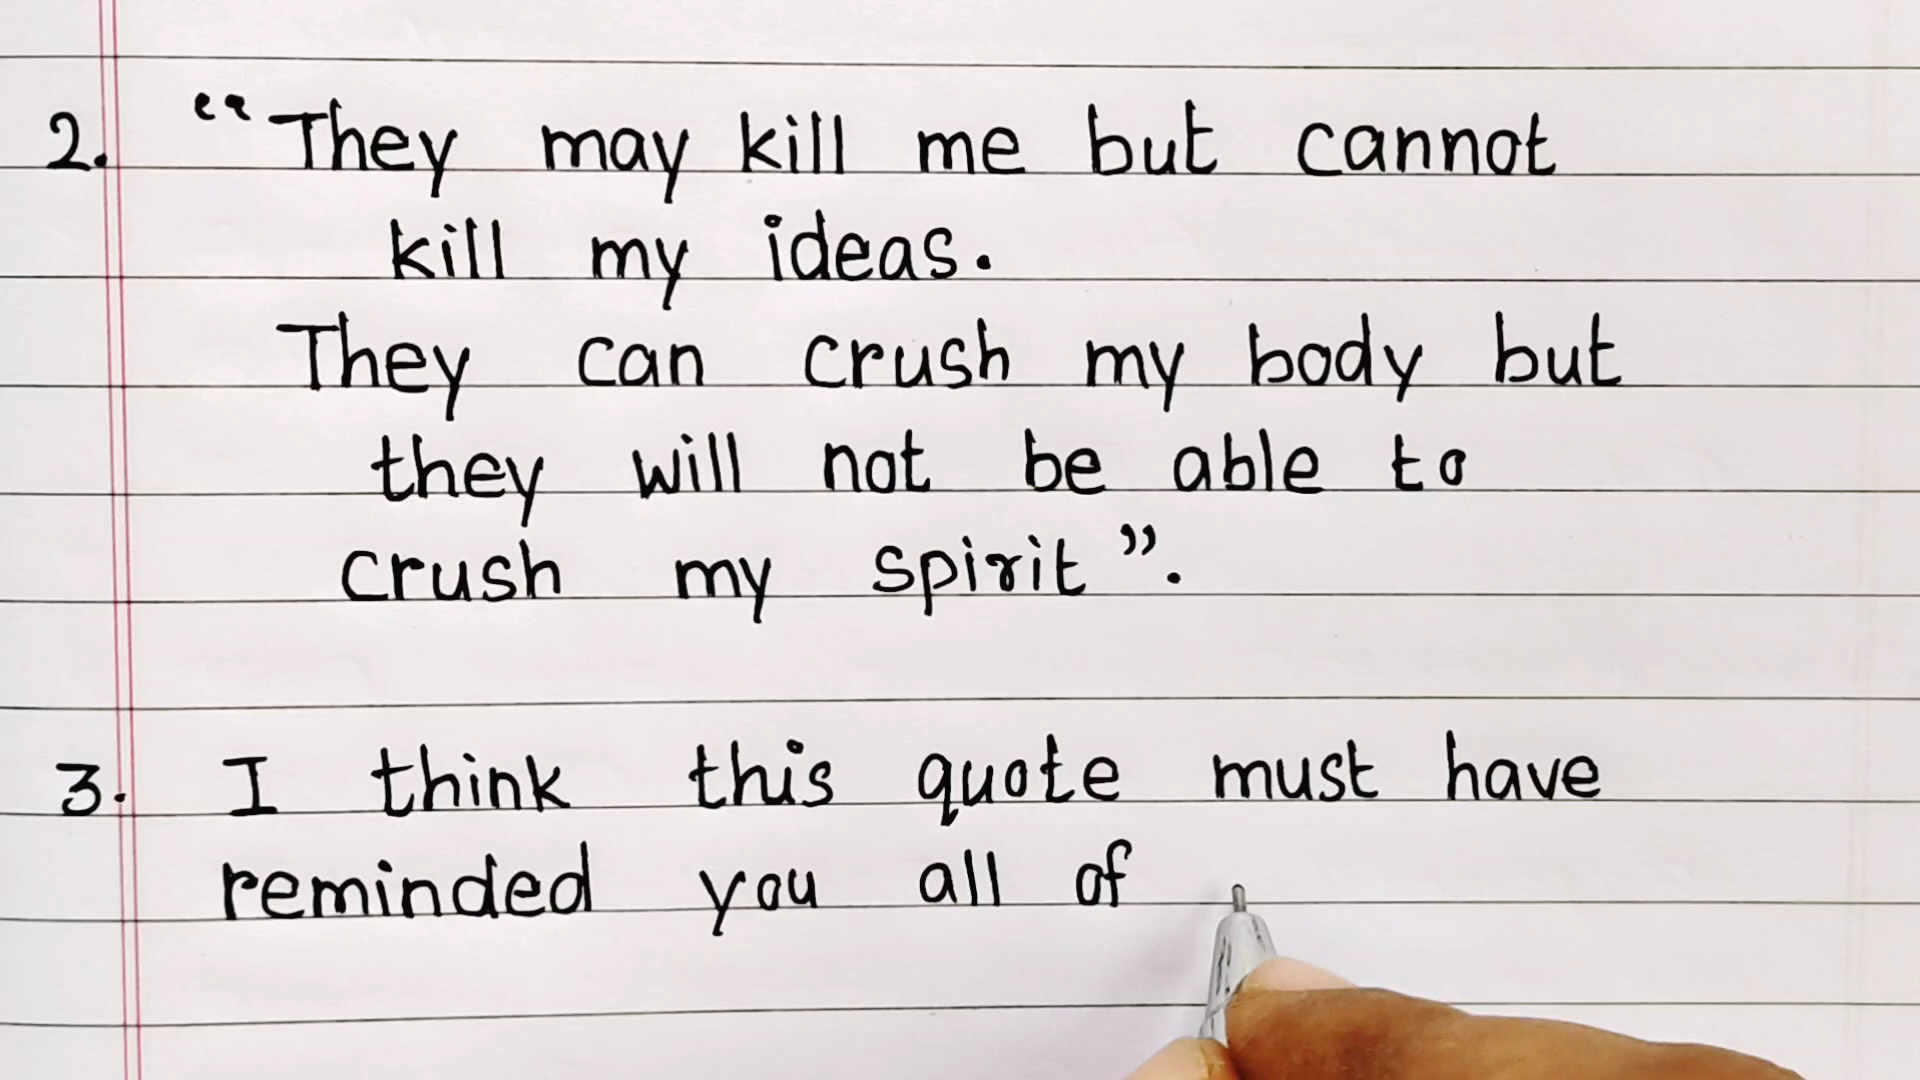 2. “They may kill me but cannot
kill my ideas.
They can crush my body but
they will not be able to
crush my spirit”.
3. I think this quote must have
reminded you all of